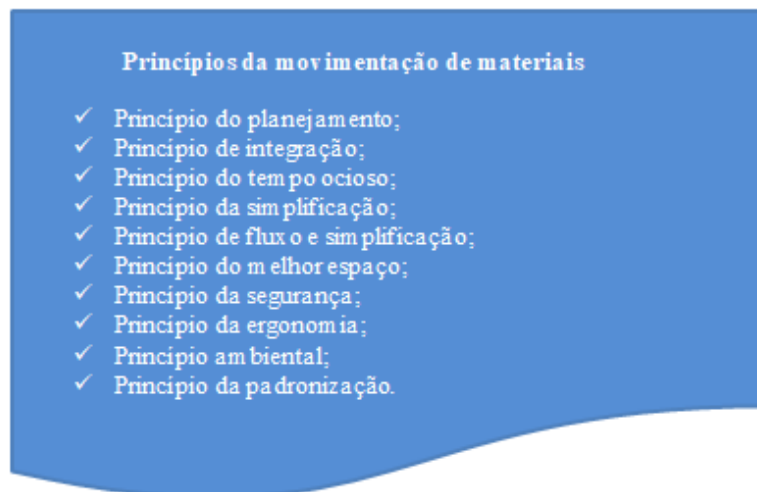 Princípios da movimentação de materiais
✓ Princípio do planejamento;
✓ Princípio de integração;
✓ Princípio do tempo ocioso;
✓ Princípio da simplificação;
✓ Princípio de fluxo e simplificação;
✓ Princípio do melhor espaço;
✓ Princípio da segurança;
✓ Princípio da ergonomia;
✓ Princípio ambiental;
✓ Princípio da padronização.